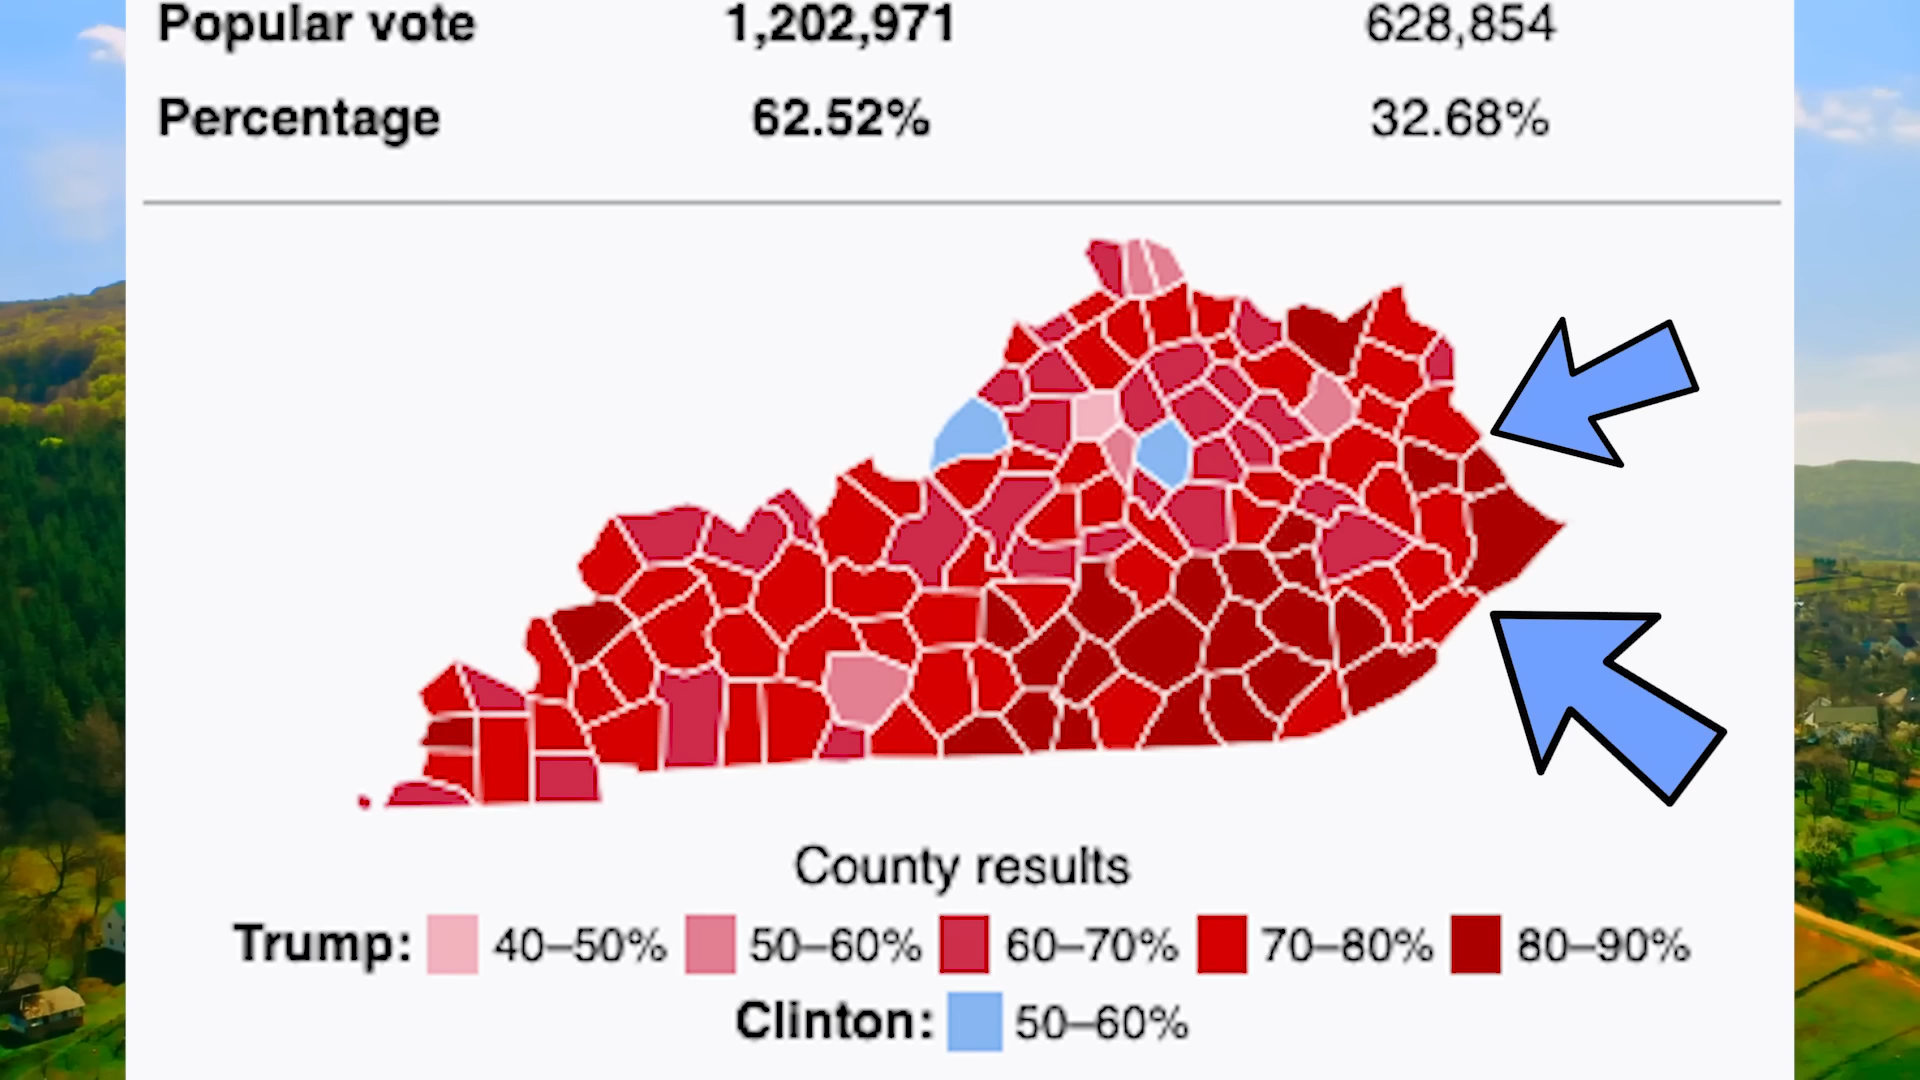 Popular vote 1,202,971 628,854
Percentage 62.52% 32.68%
County results
Trump: 40–50% 50–60% 60–70% 70–80% 80–90%
Clinton: 50–60%